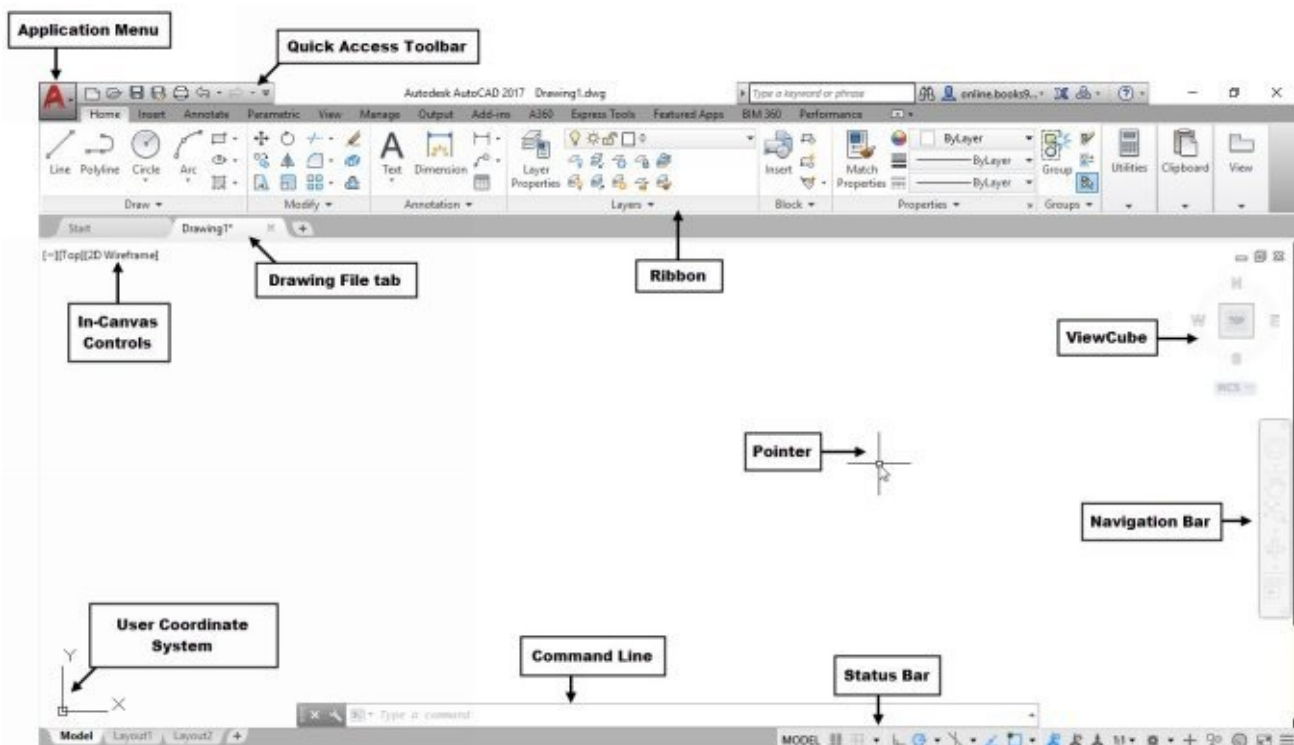 Application Menu
Quick Access Toolbar
Autodesk AutoCAD 2017 Drawing1.dwg
Type a keyword or phrase
online.books9...
Home Insert Annotate Parametric View Manage Output Add-ins A360 Express Tools Featured Apps BIM 360 Performance
Line Polyline Circle Arc
Text Dimension
Layer
Properties
Insert
Match
Properties
ByLayer
ByLayer
ByLayer
Group
Utilities
Clipboard
View
Draw Modify Annotation Layers Block Properties Groups
Start Drawing1*
[-][Top][2D Wireframe]
Drawing File tab
Ribbon
In-Canvas
Controls
N
W TOP E
S
WCS
ViewCube
Pointer
Navigation Bar
User Coordinate
System
Y
X
Command Line
Status Bar
Type a command
Model Layout1 Layout2 +
MODEL